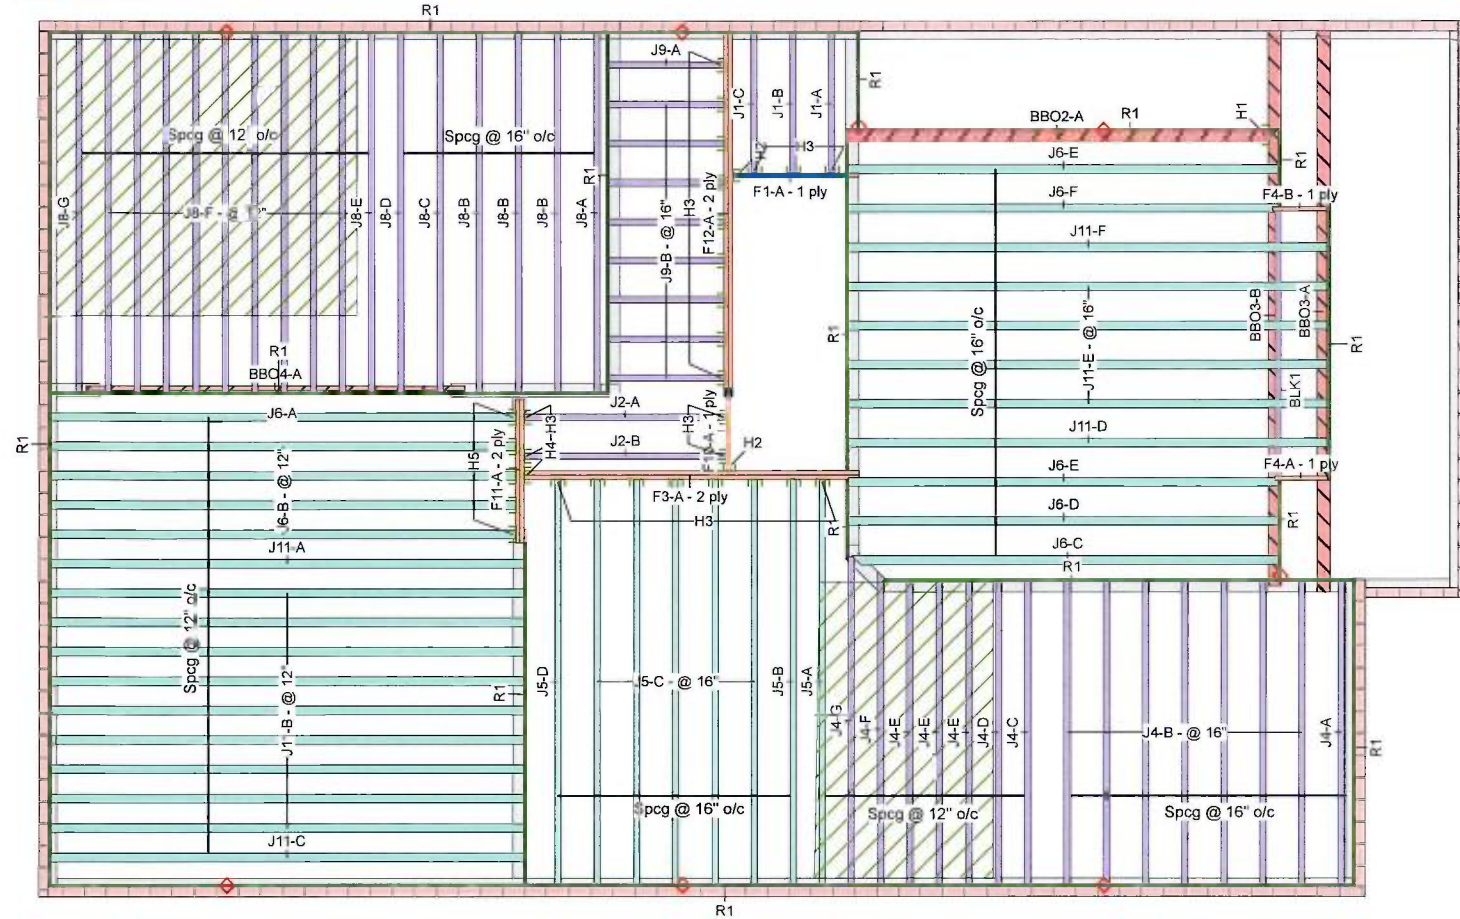 R1
J9-A
J1-C
J1-B
J1-A
R1
BBO2-A
R1
H1
Spcg @ 12" o/c
Spcg @ 16" o/c
H2
H3
J6-E
R1
R1
F1-A - 1 ply
J6-F
F4-B - 1 ply
J8-G
J8-E
J8-D
J8-C
J8-B
J8-B
J8-B
J8-A
J9-B - @ 16"
H3
F12-A - 2 ply
J11-F
Spcg @ 16" o/c
J11-E - @ 16"
BBO3-B
BBO3-A
R1
R1
R1
BBO4-A
BLK1
J6-A
J2-A
J11-D
R1
H5
F11-A - 2 ply
H4
H3
J2-B
H3
H2
J6-E
F4-A - 1 ply
J6-B - @ 12"
F3-A - 2 ply
H3
R1
J6-D
R1
J11-A
J6-C
R1
Spcg @ 12" o/c
J11-B - @ 12"
R1
J5-D
J5-C - @ 16"
J5-B
J5-A
J4-G
J4-F
J4-E
J4-E
J4-E
J4-D
J4-C
J4-B - @ 16"
J4-A
R1
Spcg @ 16" o/c
Spcg @ 12" o/c
Spcg @ 16" o/c
J11-C
R1